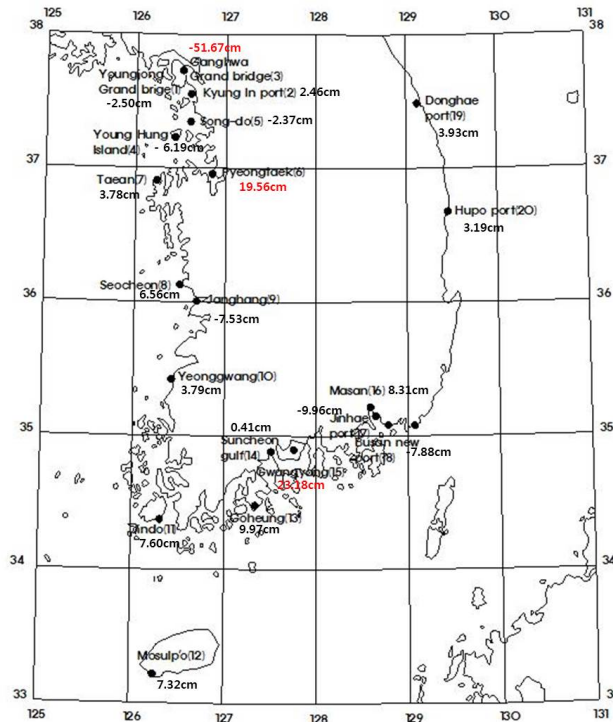 125 126 127 128 129 130 131
38 38
-51.67cm
Ganghwa
Grand bridge(3)
Youngjong
Grand brige(1)
-2.50cm
Kyung In port(2) 2.46cm
Song-do(5) -2.37cm
Young Hung
Island(4)
- 6.19cm
Donghae
port(19)
3.93cm
37 37
Pyeongtaek(6)
19.56cm
Taean(7)
3.78cm
Hupo port(20)
3.19cm
Seocheon(8)
6.56cm
36 36
Janghang(9)
-7.53cm
Yeonggwang(10)
3.79cm
Masan(16) 8.31cm
-9.96cm
Jinhae
port(17)
0.41cm
35 35
Suncheon
gulf(14)
Busan new
port(18)
-7.88cm
Gwangyang(15)
23.18cm
Jindo(11)
7.60cm
Goheung(13)
9.97cm
34 34
Mosulp'o(12)
7.32cm
33 33
125 126 127 128 129 130 131